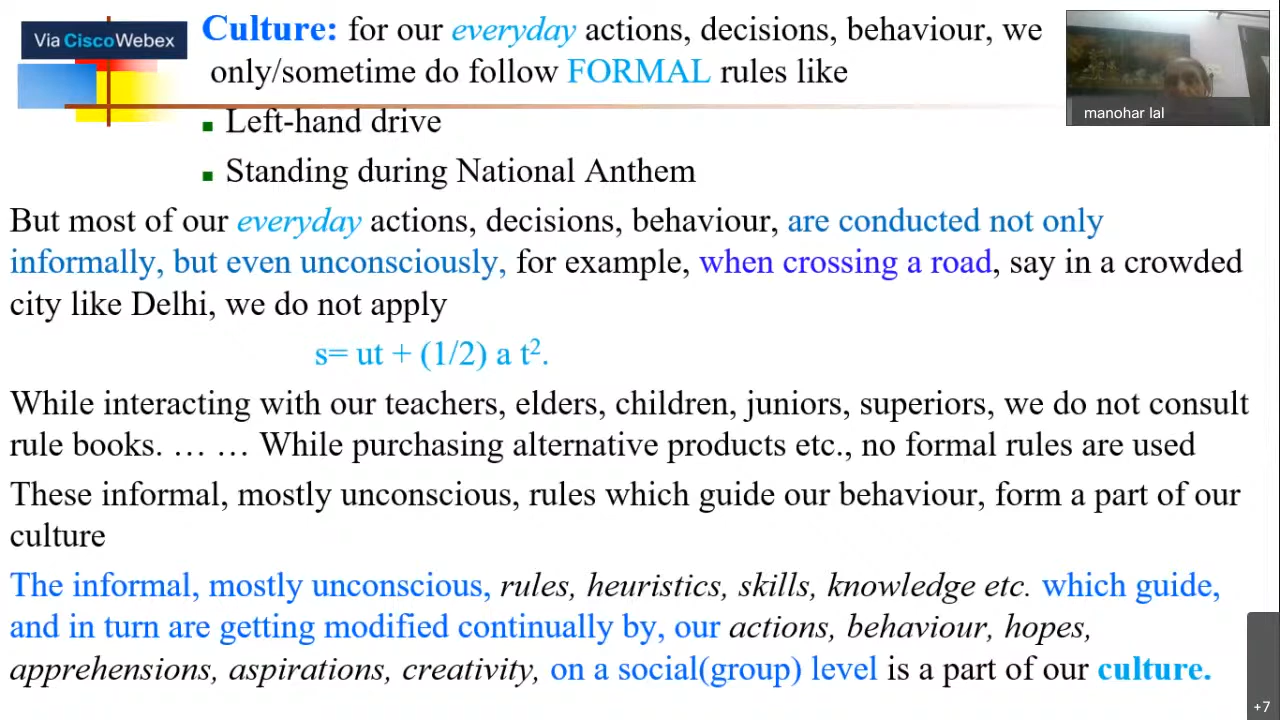 Via Cisco Webex
Culture: for our everyday actions, decisions, behaviour, we
only/sometime do follow FORMAL rules like
manohar lal
▪ Left-hand drive
▪ Standing during National Anthem
But most of our everyday actions, decisions, behaviour, are conducted not only
informally, but even unconsciously, for example, when crossing a road, say in a crowded
city like Delhi, we do not apply
s= ut + (1/2) a t².
While interacting with our teachers, elders, children, juniors, superiors, we do not consult
rule books. … … While purchasing alternative products etc., no formal rules are used
These informal, mostly unconscious, rules which guide our behaviour, form a part of our
culture
The informal, mostly unconscious, rules, heuristics, skills, knowledge etc. which guide,
and in turn are getting modified continually by, our actions, behaviour, hopes,
apprehensions, aspirations, creativity, on a social(group) level is a part of our culture.
+7